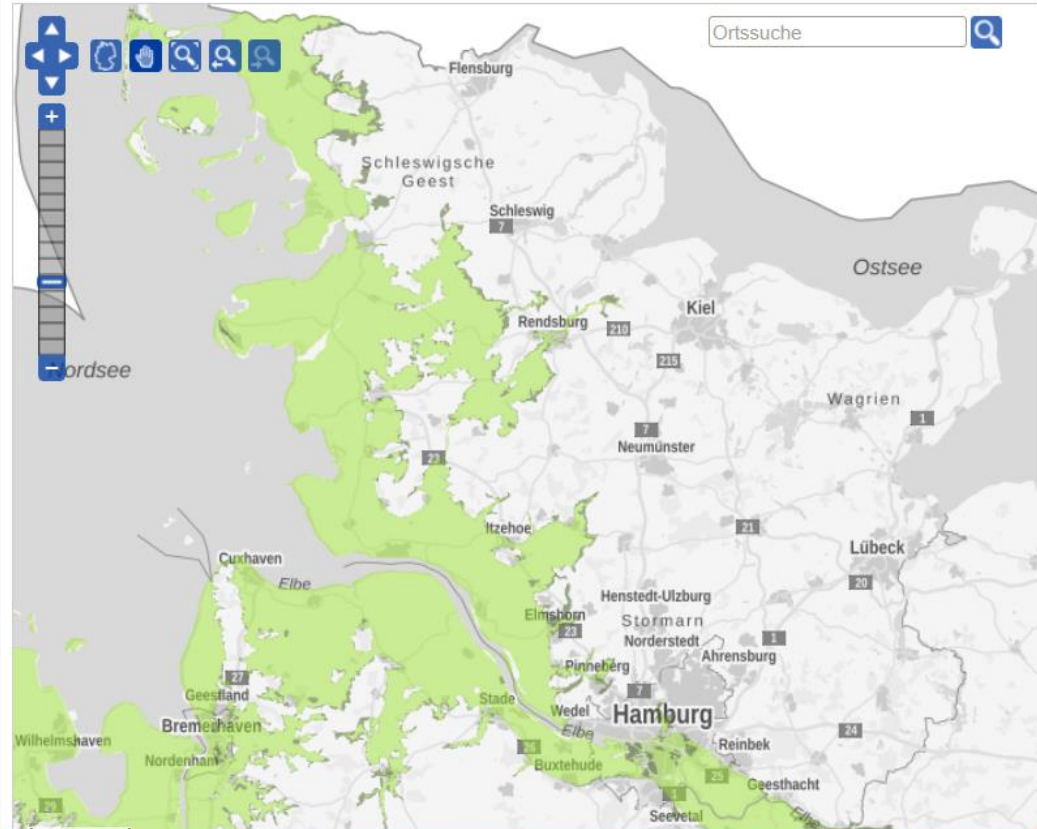 Ortssuche
Flensburg
Schleswigsche
Geest
Schleswig
7
Ostsee
Kiel
Rendsburg
210
215
Nordsee
Wagrien
1
7
Neumünster
23
Itzehoe
21
Lübeck
Cuxhaven
Elbe
20
Henstedt-Ulzburg
Elmshorn
Stormarn
23
Norderstedt
1
Ahrensburg
Pinneberg
27
7
Geestland
Stade
Wedel
Hamburg
Bremerhaven
Elbe
24
Wilhelmshaven
26
Reinbek
Nordenham
Buxtehude
25
Geesthacht
1
29
Seevetal
Elbe